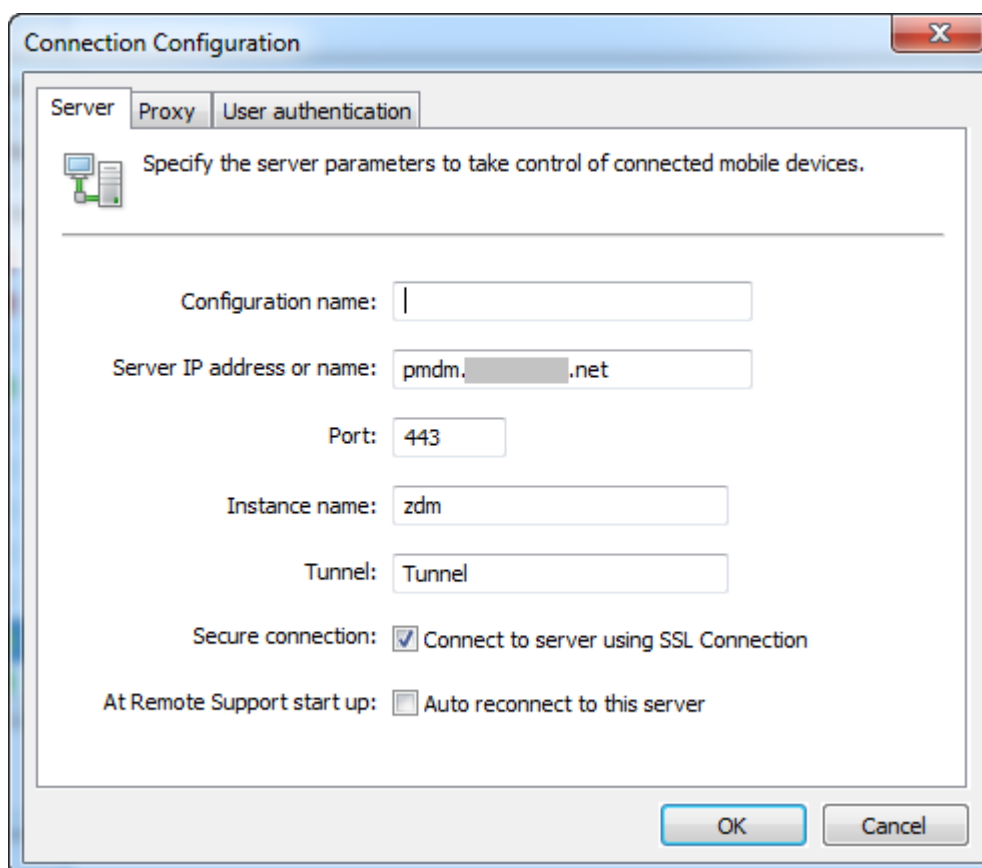 Connection Configuration
Server Proxy User authentication
Specify the server parameters to take control of connected mobile devices.
Configuration name:
Server IP address or name: pmdm. .net
Port: 443
Instance name: zdm
Tunnel: Tunnel
Secure connection: Connect to server using SSL Connection
At Remote Support start up: Auto reconnect to this server
OK Cancel